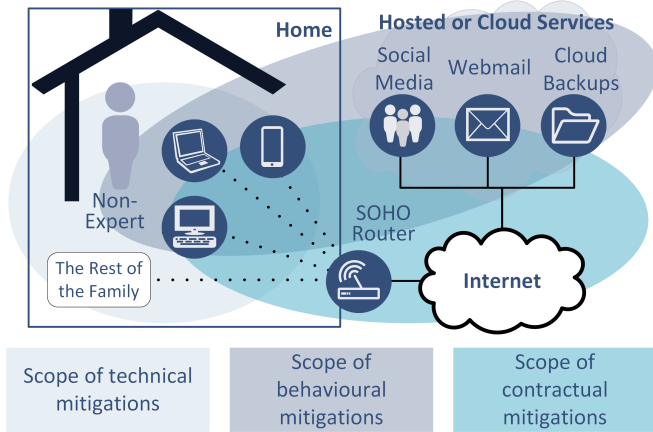 Home
Hosted or Cloud Services
Social
Media
Webmail
Cloud
Backups
Non-
Expert
SOHO
Router
The Rest of
the Family
Internet
Scope of technical
mitigations
Scope of
behavioural
mitigations
Scope of
contractual
mitigations